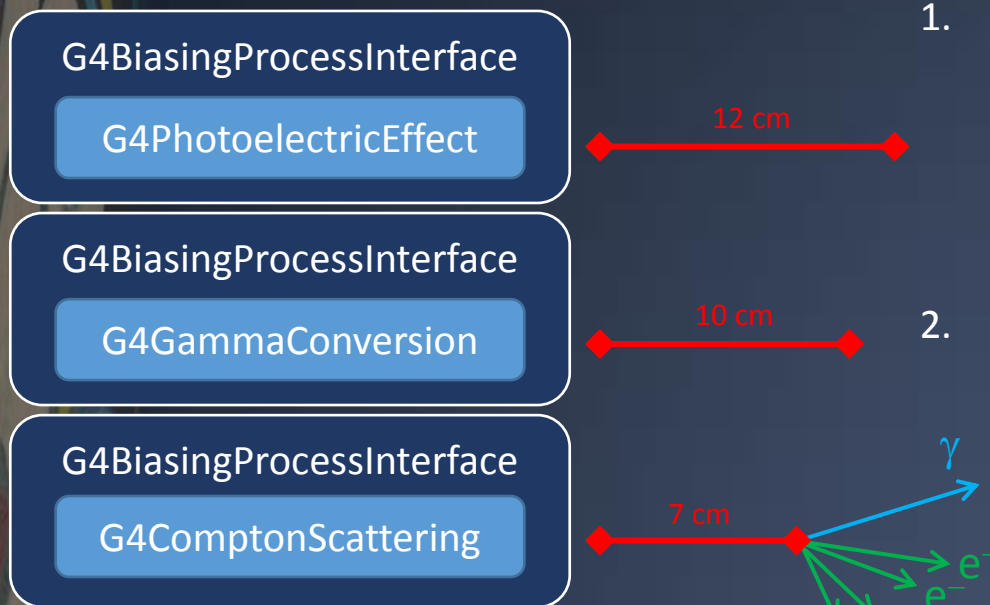 1.
G4BiasingProcessInterface
G4PhotoelectricEffect
12 cm
G4BiasingProcessInterface
G4GammaConversion
10 cm
2.
G4BiasingProcessInterface
G4ComptonScattering
7 cm
γ
e⁻
e⁻